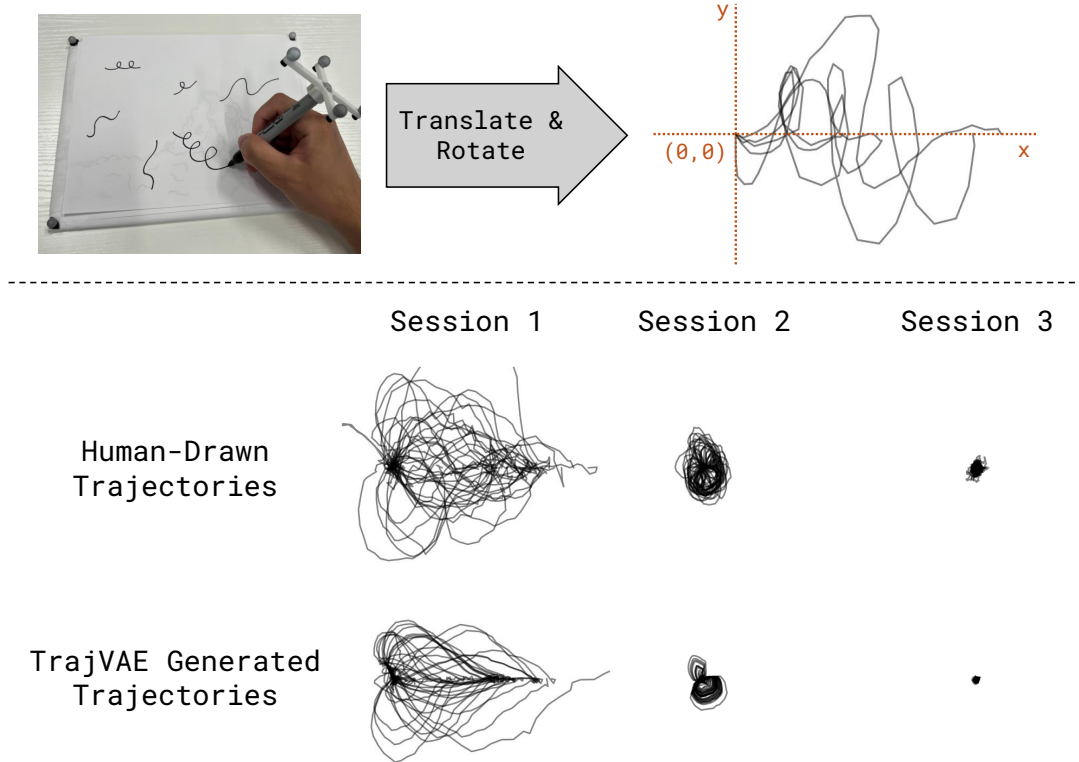 y
Translate &
Rotate
(0,0)
x
Session 1
Session 2
Session 3
Human-Drawn
Trajectories
TrajVAE Generated
Trajectories